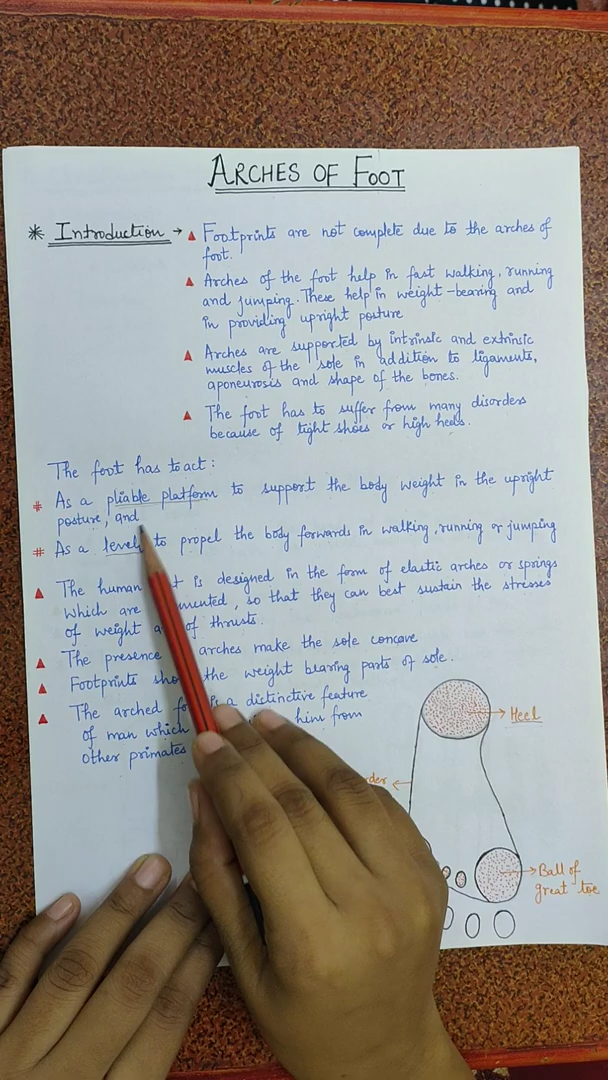 ARCHES OF FOOT
* Introduction → ▲ Footprints are not complete due to the arches of
foot.
▲ Arches of the foot help in fast walking, running
and jumping. These help in weight-bearing and
in providing upright posture
▲ Arches are supported by intrinsic and extrinsic
muscles of the sole in addition to ligaments,
aponeurosis and shape of the bones.
▲ The foot has to suffer from many disorders
because of tight shoes or high heels.
The foot has to act:
# As a pliable platform to support the body weight in the upright
posture, and
# As a level to propel the body forwards in walking, running or jumping
▲ The human is designed in the form of elastic arches or springs
which are so that they can best sustain the stresses
of weight of thrusts.
▲ The presence arches make the sole concave
▲ Footprints the weight bearing parts of sole.
▲ The arched is a distinctive feature
of man which him from
other primates
→ Heel
→ Ball of
great toe